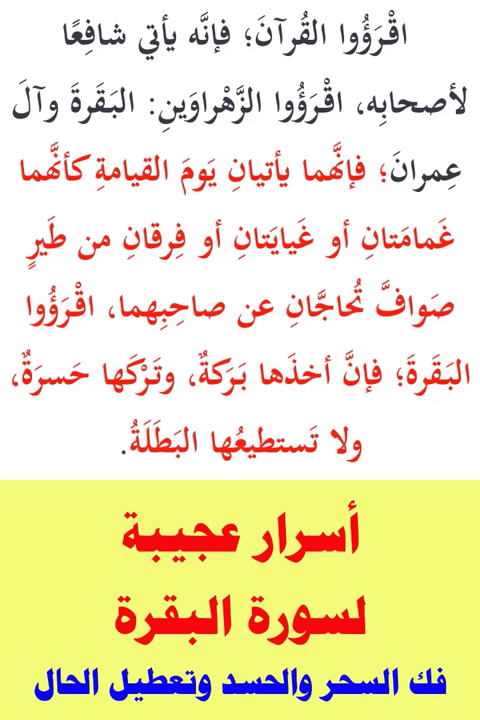 اقْرَؤُوا القُرآنَ؛ فإنَّه يأتي شافِعًا
لأصحابِه، اقْرَؤُوا الزَّهْراوَينِ: البَقَرةَ وآلَ
عِمرانَ؛ فإنَّهما يأتيانِ يَومَ القيامةِ كأنَّهما
غَمامَتانِ أو غَيايَتانِ أو فِرقانِ من طَيرٍ
صَوافَّ تُحاجَّانِ عن صاحِبِهما، اقْرَؤُوا
البَقَرةَ؛ فإنَّ أخذَها بَرَكةٌ، وتَرْكَها حَسرَةٌ،
ولا تَستطيعُها البَطَلَةُ.
أسرار عجيبة
لسورة البقرة
فك السحر والحسد وتعطيل الحال